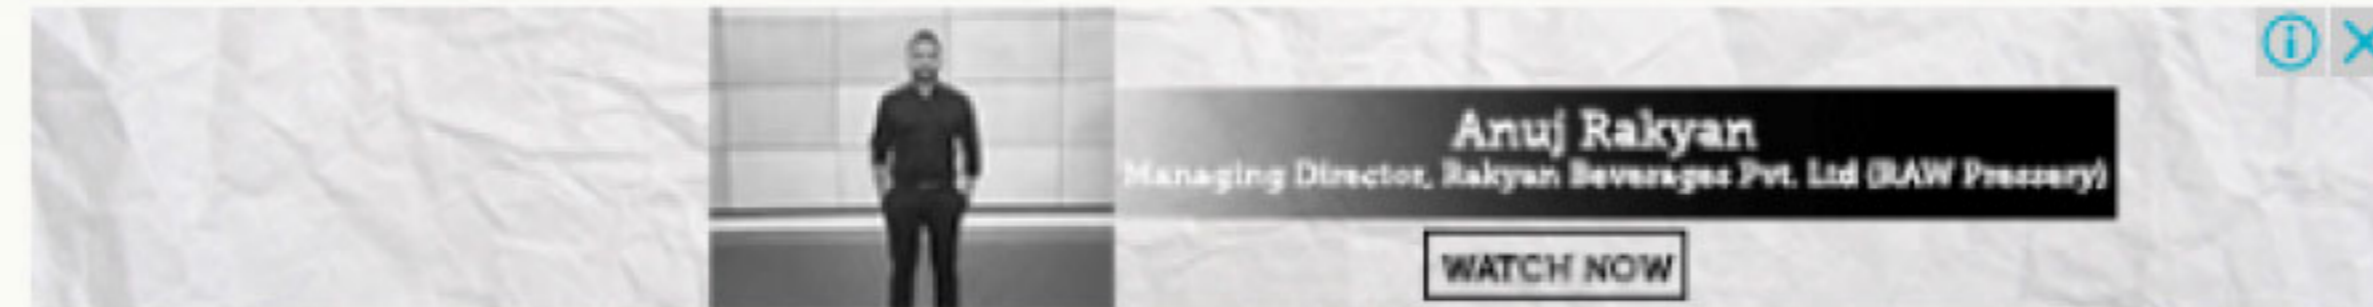 Anuj Rakyan
Managing Director, Rakyan Beverages Pvt. Ltd (RAW Pressery)
WATCH NOW